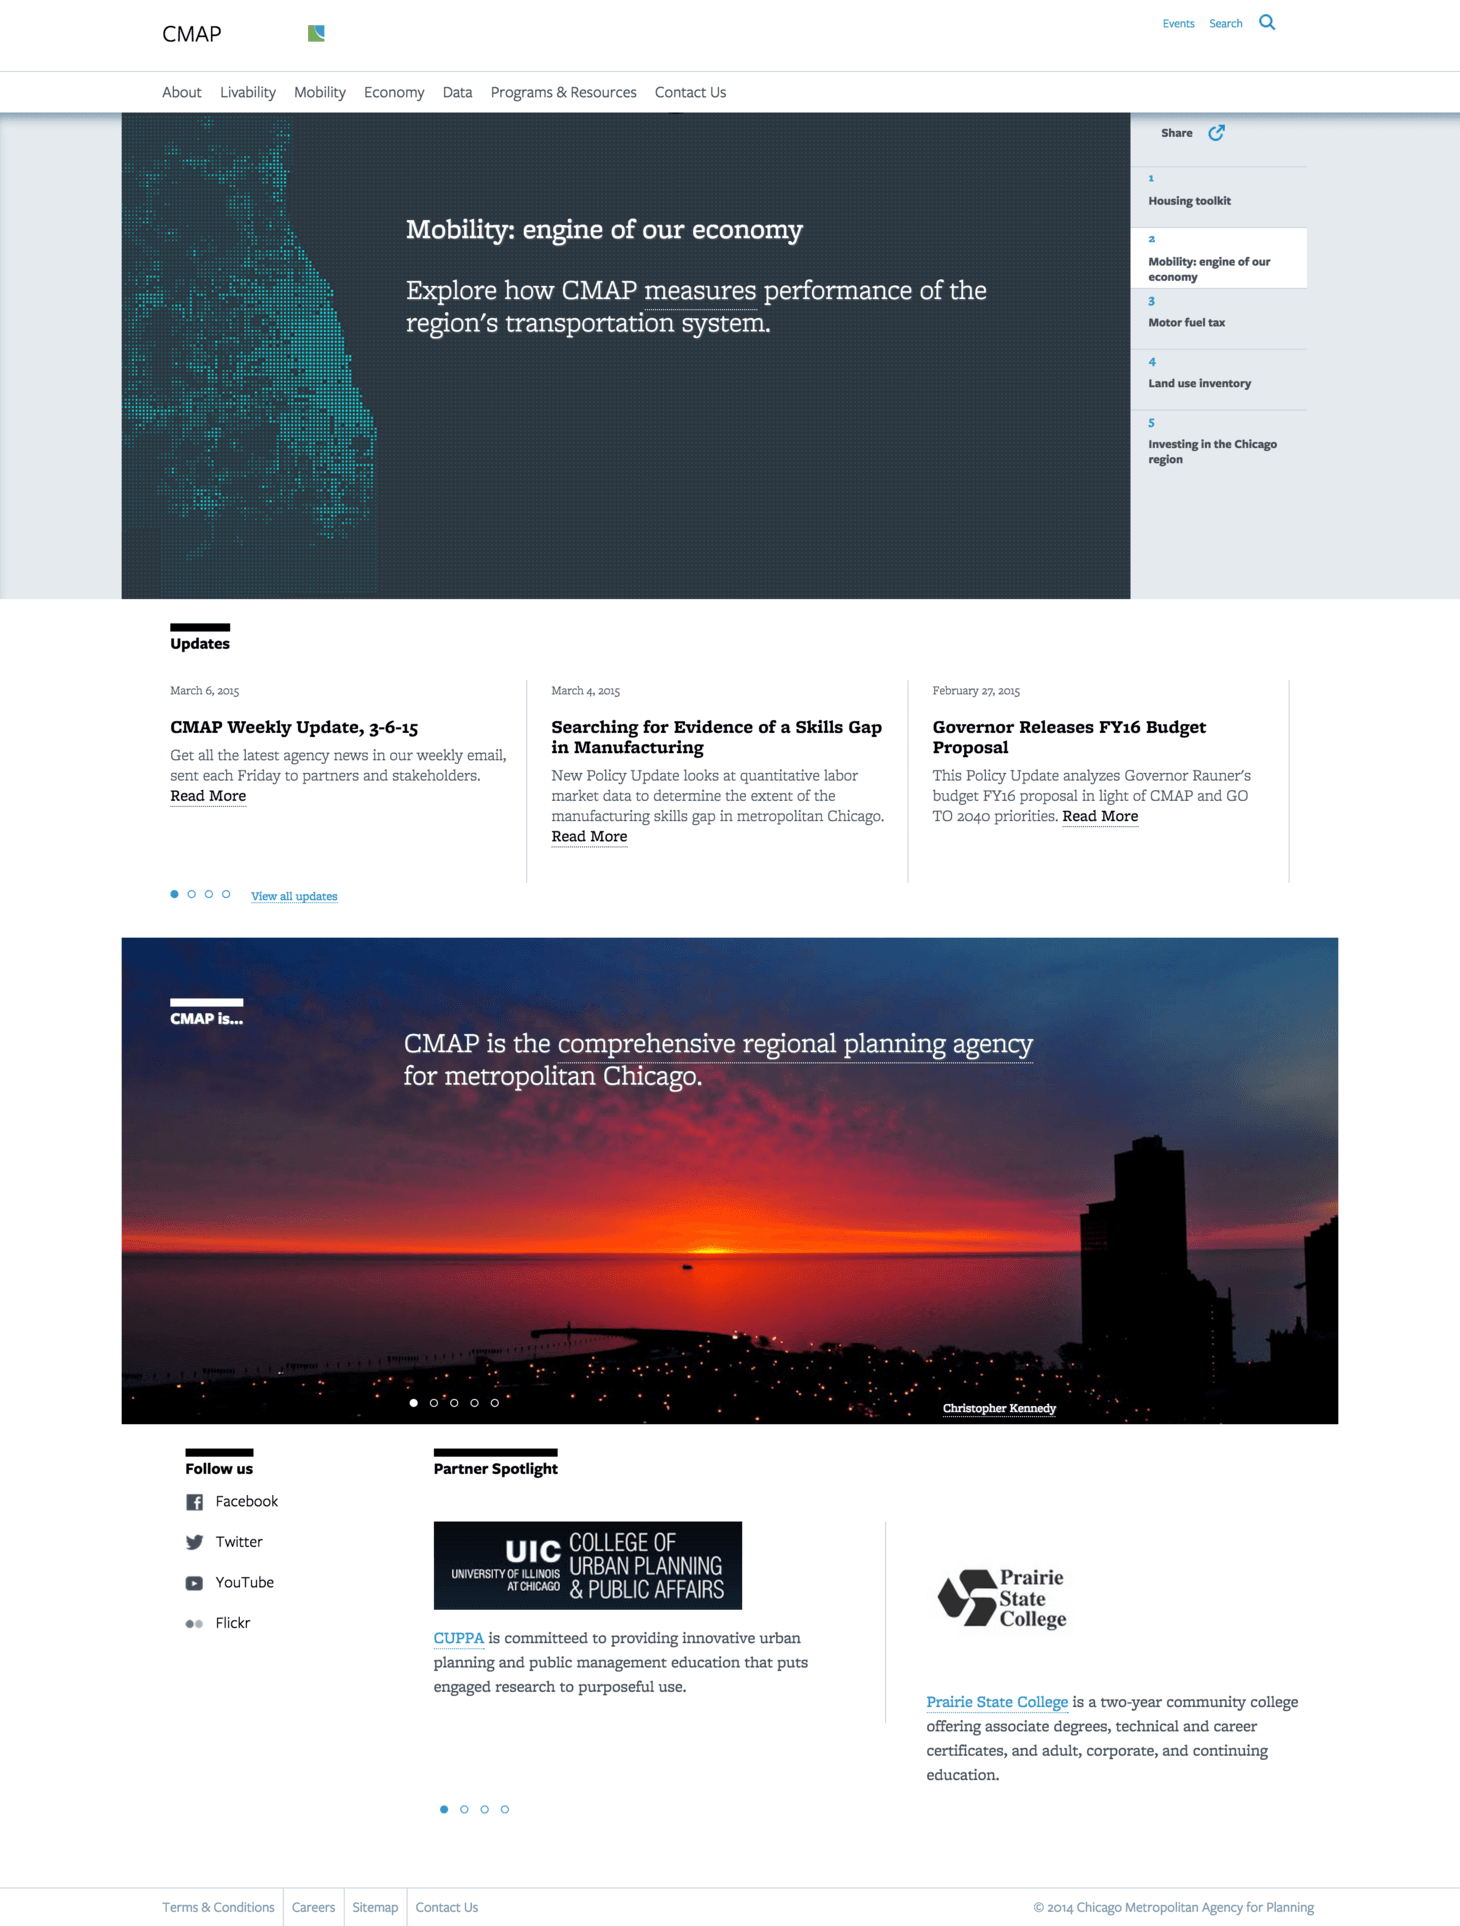 CMAP
Events Search
About Livability Mobility Economy Data Programs & Resources Contact Us
Mobility: engine of our economy
Explore how CMAP measures performance of the
region's transportation system.
Share
1
Housing toolkit
2
Mobility: engine of our
economy
3
Motor fuel tax
4
Land use inventory
5
Investing in the Chicago
region
Updates
March 6, 2015
CMAP Weekly Update, 3-6-15
Get all the latest agency news in our weekly email,
sent each Friday to partners and stakeholders.
Read More
March 4, 2015
Searching for Evidence of a Skills Gap
in Manufacturing
New Policy Update looks at quantitative labor
market data to determine the extent of the
manufacturing skills gap in metropolitan Chicago.
Read More
February 27, 2015
Governor Releases FY16 Budget
Proposal
This Policy Update analyzes Governor Rauner's
budget FY16 proposal in light of CMAP and GO
TO 2040 priorities. Read More
View all updates
CMAP is...
CMAP is the comprehensive regional planning agency
for metropolitan Chicago.
Christopher Kennedy
Follow us
Facebook
Twitter
YouTube
Flickr
Partner Spotlight
UIC
UNIVERSITY OF ILLINOIS
AT CHICAGO
COLLEGE OF
URBAN PLANNING
& PUBLIC AFFAIRS
CUPPA is committeed to providing innovative urban
planning and public management education that puts
engaged research to purposeful use.
Prairie
State
College
Prairie State College is a two-year community college
offering associate degrees, technical and career
certificates, and adult, corporate, and continuing
education.
Terms & Conditions Careers Sitemap Contact Us
© 2014 Chicago Metropolitan Agency for Planning